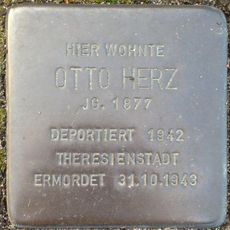 HIER WOHNTE
OTTO HERZ
JG. 1877
DEPORTIERT 1942
THERESIENSTADT
ERMORDET 31.10.1943